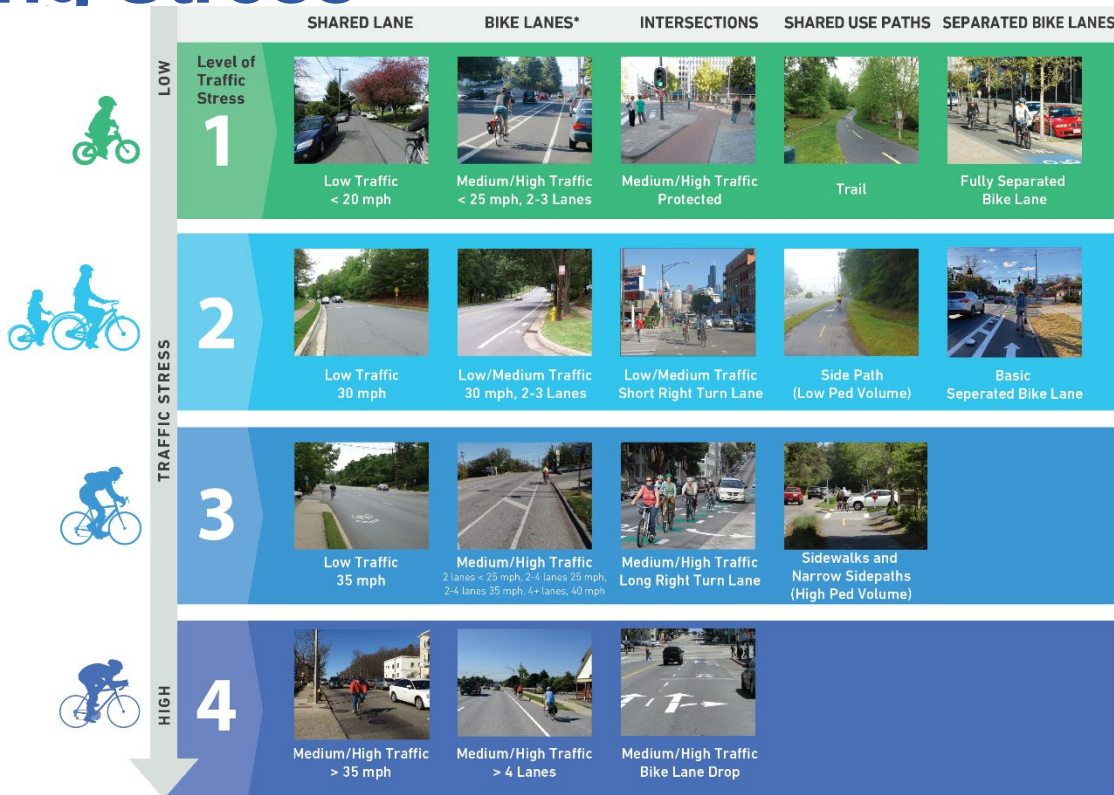 ng Stress
SHARED LANE
BIKE LANES*
INTERSECTIONS
SHARED USE PATHS
SEPARATED BIKE LANES
LOW
TRAFFIC STRESS
HIGH
Level of
Traffic
Stress
1
Low Traffic
< 20 mph
Medium/High Traffic
< 25 mph, 2-3 Lanes
Medium/High Traffic
Protected
Trail
Fully Separated
Bike Lane
2
Low Traffic
30 mph
Low/Medium Traffic
30 mph, 2-3 Lanes
Low/Medium Traffic
Short Right Turn Lane
Side Path
(Low Ped Volume)
Basic
Seperated Bike Lane
3
Low Traffic
35 mph
Medium/High Traffic
2 lanes < 25 mph, 2-4 lanes 25 mph,
2-4 lanes 35 mph, 4+ lanes, 40 mph
Medium/High Traffic
Long Right Turn Lane
Sidewalks and
Narrow Sidepaths
(High Ped Volume)
4
Medium/High Traffic
> 35 mph
Medium/High Traffic
> 4 Lanes
Medium/High Traffic
Bike Lane Drop